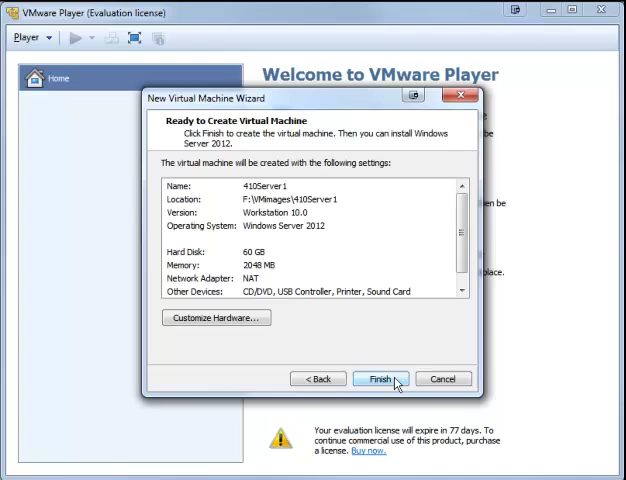 VMware Player (Evaluation license)
Player
Home
Welcome to VMware Player
New Virtual Machine Wizard
Ready to Create Virtual Machine
Click Finish to create the virtual machine. Then you can install Windows
Server 2012.
The virtual machine will be created with the following settings:
Name: 410Server1
Location: F:\VMimages\410Server1
Version: Workstation 10.0
Operating System: Windows Server 2012
Hard Disk: 60 GB
Memory: 2048 MB
Network Adapter: NAT
Other Devices: CD/DVD, USB Controller, Printer, Sound Card
en be
place.
Customize Hardware...
< Back
Finish
Cancel
Your evaluation license will expire in 77 days. To
continue commercial use of this product, purchase
a license. Buy now.